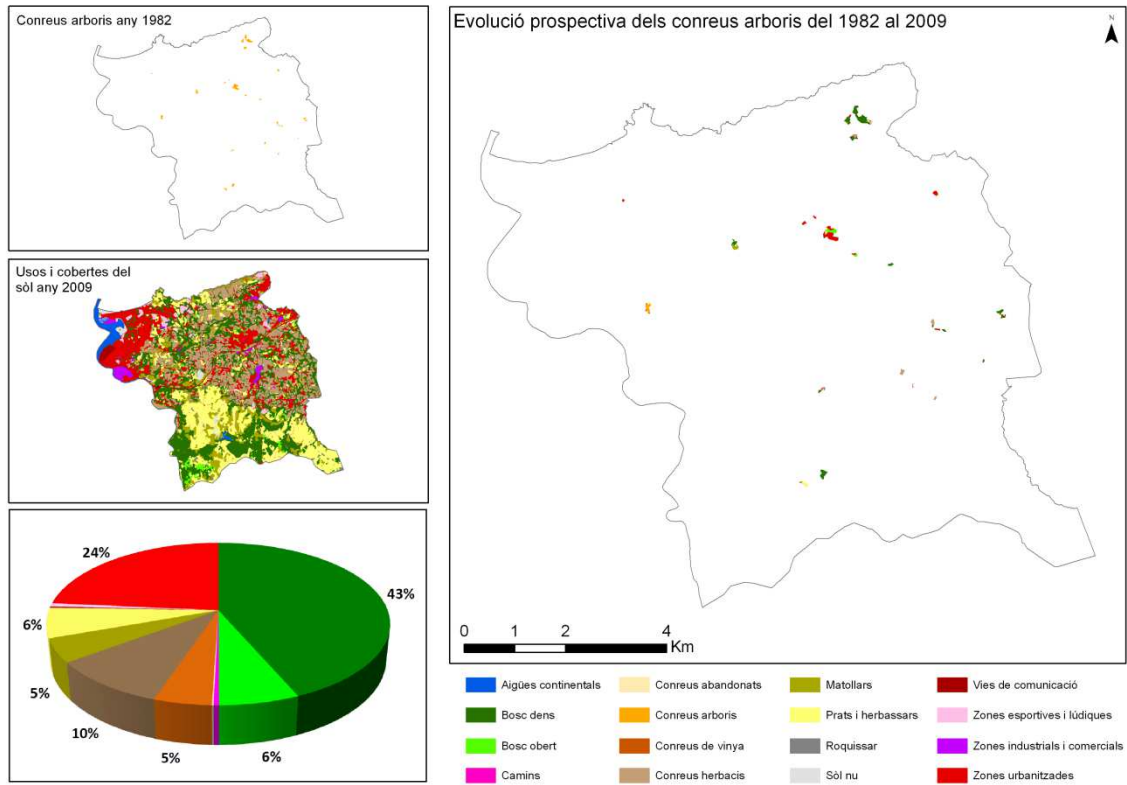 Conreus arboris any 1982
Usos i cobertes del
sòl any 2009
24%
43%
6%
5%
10%
5%
6%
Evolució prospectiva dels conreus arboris del 1982 al 2009
N
0 1 2 4
Km
Aigües continentals
Bosc dens
Bosc obert
Camins
Conreus abandonats
Conreus arboris
Conreus de vinya
Conreus herbacis
Matollars
Prats i herbassars
Roquissar
Sòl nu
Vies de comunicació
Zones esportives i lúdiques
Zones industrials i comercials
Zones urbanitzades